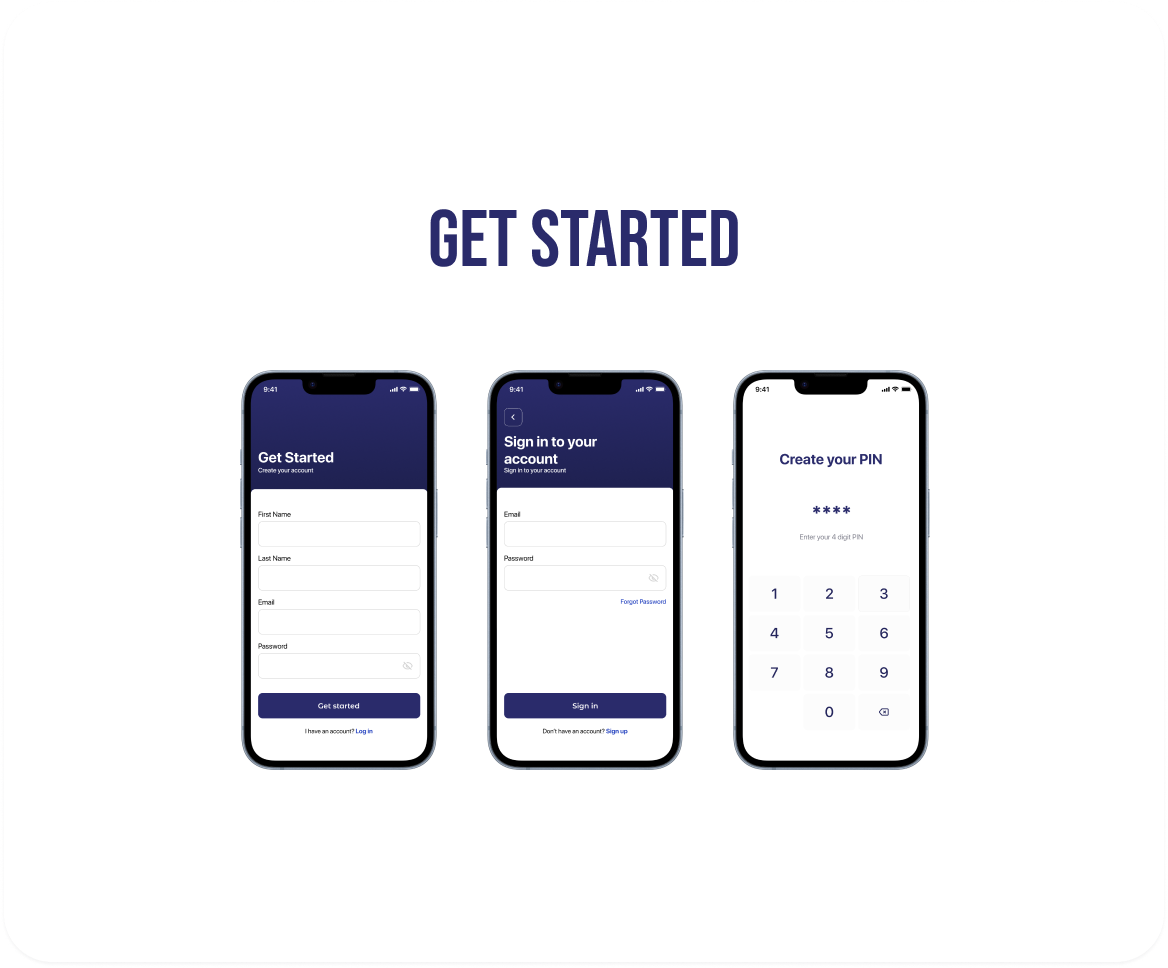 GET STARTED
9:41
Get Started
Create your account
First Name
Last Name
Email
Password
Get started
I have an account? Log in
9:41
Sign in to your
account
Sign in to your account
Email
Password
Forgot Password
Sign in
Don't have an account? Sign up
9:41
Create your PIN
****
Enter your 4 digit PIN
1 2 3
4 5 6
7 8 9
0